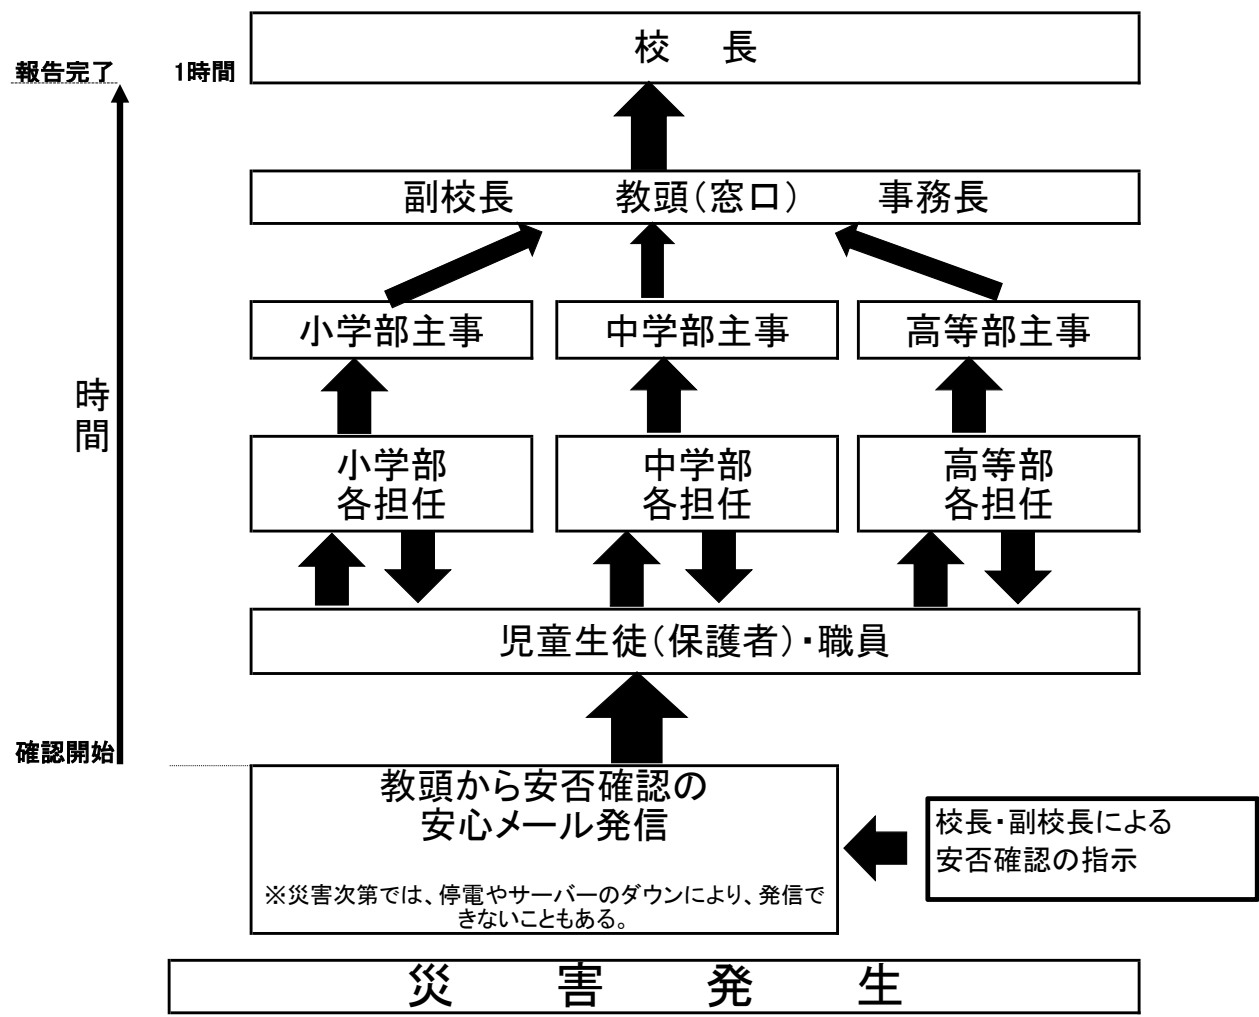 校　長
報告完了　1時間
副校長　教頭(窓口)　事務長
小学部主事　中学部主事　高等部主事
時
間
小学部　中学部　高等部
各担任　各担任　各担任
児童生徒(保護者)・職員
確認開始
教頭から安否確認の
安心メール発信
※災害次第では、停電やサーバーのダウンにより、発信で
きないこともある。
校長・副校長による
安否確認の指示
災　害　発　生